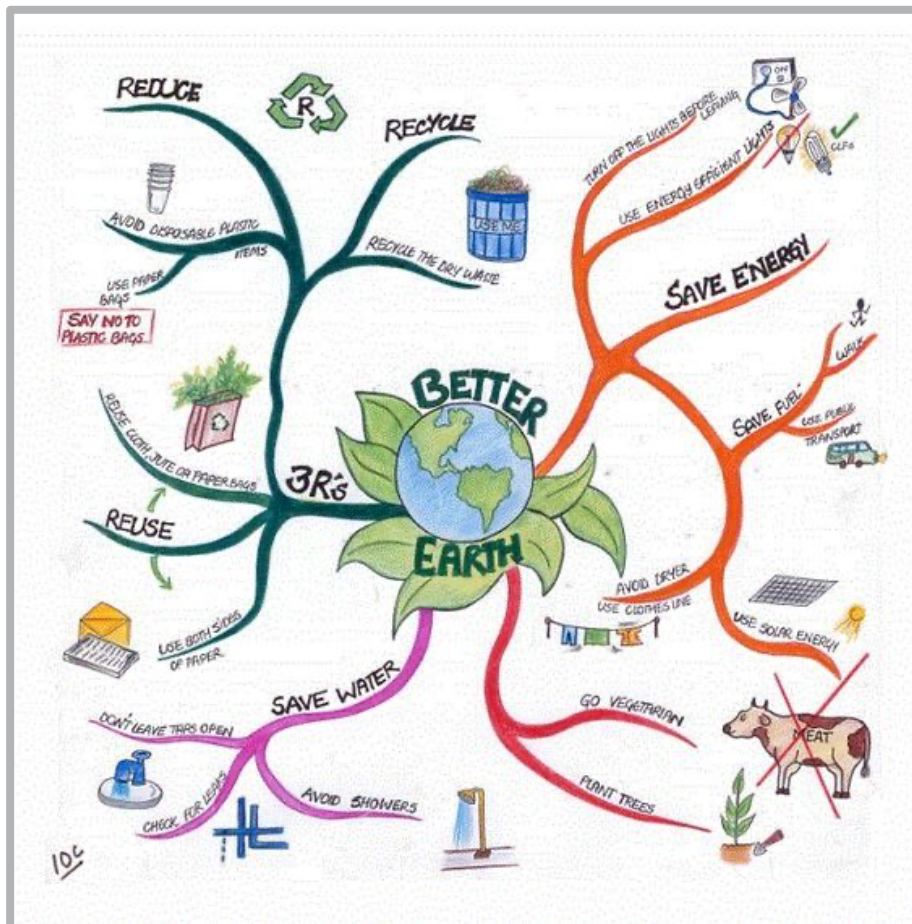 REDUCE
R
RECYCLE
AVOID DISPOSABLE PLASTIC
ITEMS
USE PAPER
BAGS
SAY NO TO
PLASTIC BAGS
USE ME
RECYCLE THE DRY WASTE
3R's
REUSE CLOTH, JUTE OR PAPER BAGS
REUSE
USE BOTH SIDES
OF PAPER
BETTER
EARTH
TURN OFF THE LIGHTS BEFORE
LEAVING
OFF
USE ENERGY EFFICIENT LIGHTS
SAVE ENERGY
SAVE FUEL
WALK
USE PUBLIC
TRANSPORT
AVOID DRYER
USE CLOTHES LINE
USE SOLAR ENERGY
SAVE WATER
DON'T LEAVE TAPS OPEN
CHECK FOR LEAKS
AVOID SHOWERS
GO VEGETARIAN
MEAT
PLANT TREES